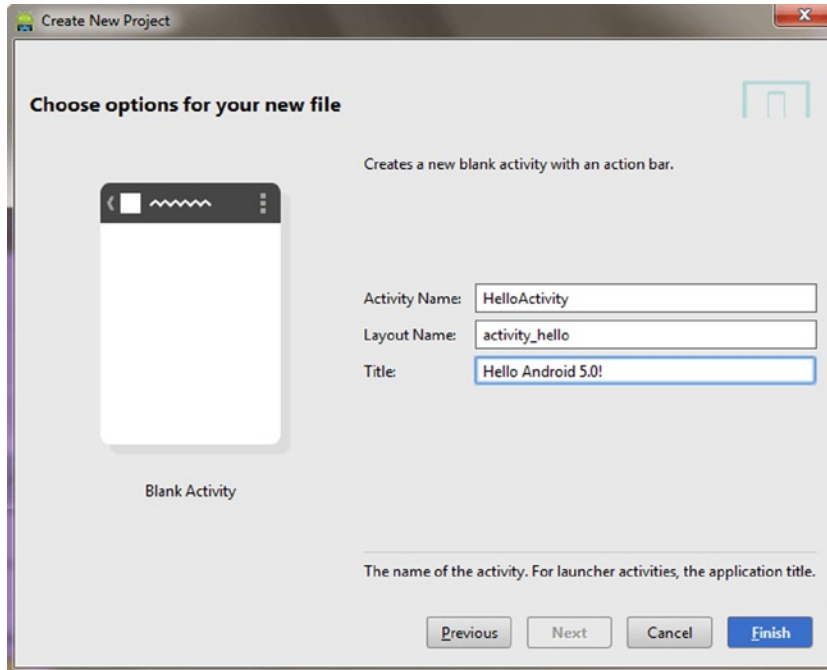 Create New Project
x
Choose options for your new file
Creates a new blank activity with an action bar.
Activity Name: HelloActivity
Layout Name: activity_hello
Title: Hello Android 5.0!
Blank Activity
The name of the activity. For launcher activities, the application title.
Previous Next Cancel Finish